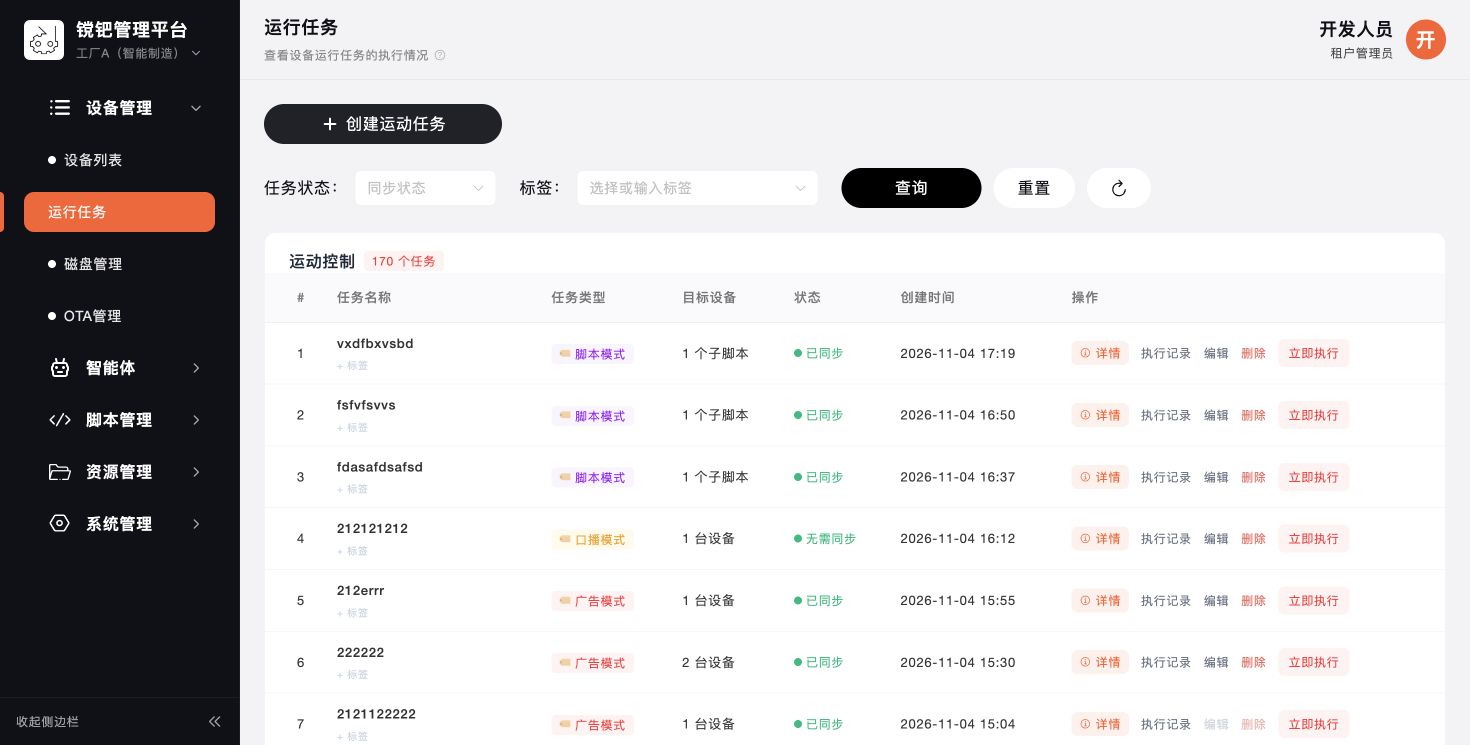 镋钯管理平台
工厂A（智能制造）
设备管理
设备列表
运行任务
磁盘管理
OTA管理
智能体
脚本管理
资源管理
系统管理
收起侧边栏
运行任务
查看设备运行任务的执行情况
开发人员
租户管理员
开
+ 创建运动任务
任务状态： 同步状态 标签： 选择或输入标签 查询 重置
运动控制 170 个任务
# 任务名称 任务类型 目标设备 状态 创建时间 操作
1 vxdfbxvsbd 脚本模式 1 个子脚本 已同步 2026-11-04 17:19 详情 执行记录 编辑 删除 立即执行
+ 标签
2 fsfvfsvvs 脚本模式 1 个子脚本 已同步 2026-11-04 16:50 详情 执行记录 编辑 删除 立即执行
+ 标签
3 fdasafdsafsd 脚本模式 1 个子脚本 已同步 2026-11-04 16:37 详情 执行记录 编辑 删除 立即执行
+ 标签
4 212121212 口播模式 1 台设备 无需同步 2026-11-04 16:12 详情 执行记录 编辑 删除 立即执行
+ 标签
5 212errr 广告模式 1 台设备 已同步 2026-11-04 15:55 详情 执行记录 编辑 删除 立即执行
+ 标签
6 222222 广告模式 2 台设备 已同步 2026-11-04 15:30 详情 执行记录 编辑 删除 立即执行
+ 标签
7 2121122222 广告模式 1 台设备 已同步 2026-11-04 15:04 详情 执行记录 编辑 删除 立即执行
+ 标签